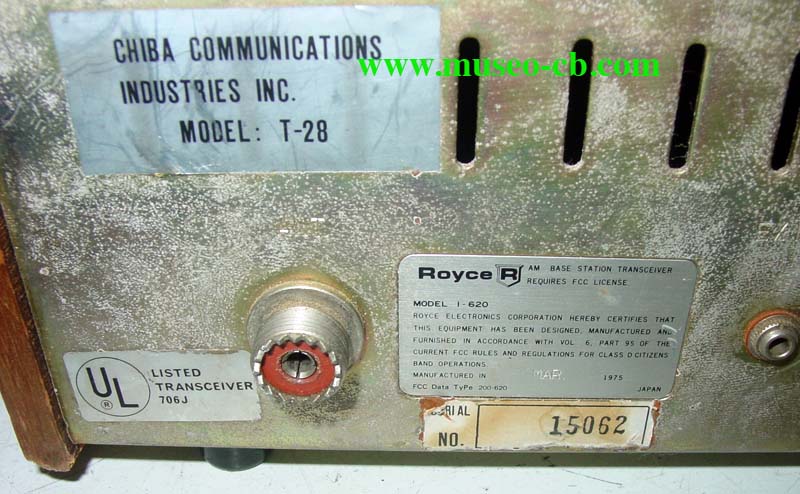 CHIBA COMMUNICATIONS
INDUSTRIES INC.
MODEL: T-28
www.museo-cb.com
Royce R
AM BASE STATION TRANSCEIVER
REQUIRES FCC LICENSE.
MODEL 1-620
ROYCE ELECTRONICS CORPORATION HEREBY CERTIFIES THAT
THIS EQUIPMENT HAS BEEN DESIGNED, MANUFACTURED AND
FURNISHED IN ACCORDANCE WITH VOL. 6, PART 95 OF THE
CURRENT FCC RULES AND REGULATIONS FOR CLASS D CITIZENS
BAND OPERATIONS.
MANUFACTURED IN MAR 1975
FCC Data TyPe 200-620 JAPAN
UL ®
LISTED
TRANSCEIVER
706J
SERIAL
NO. 15062